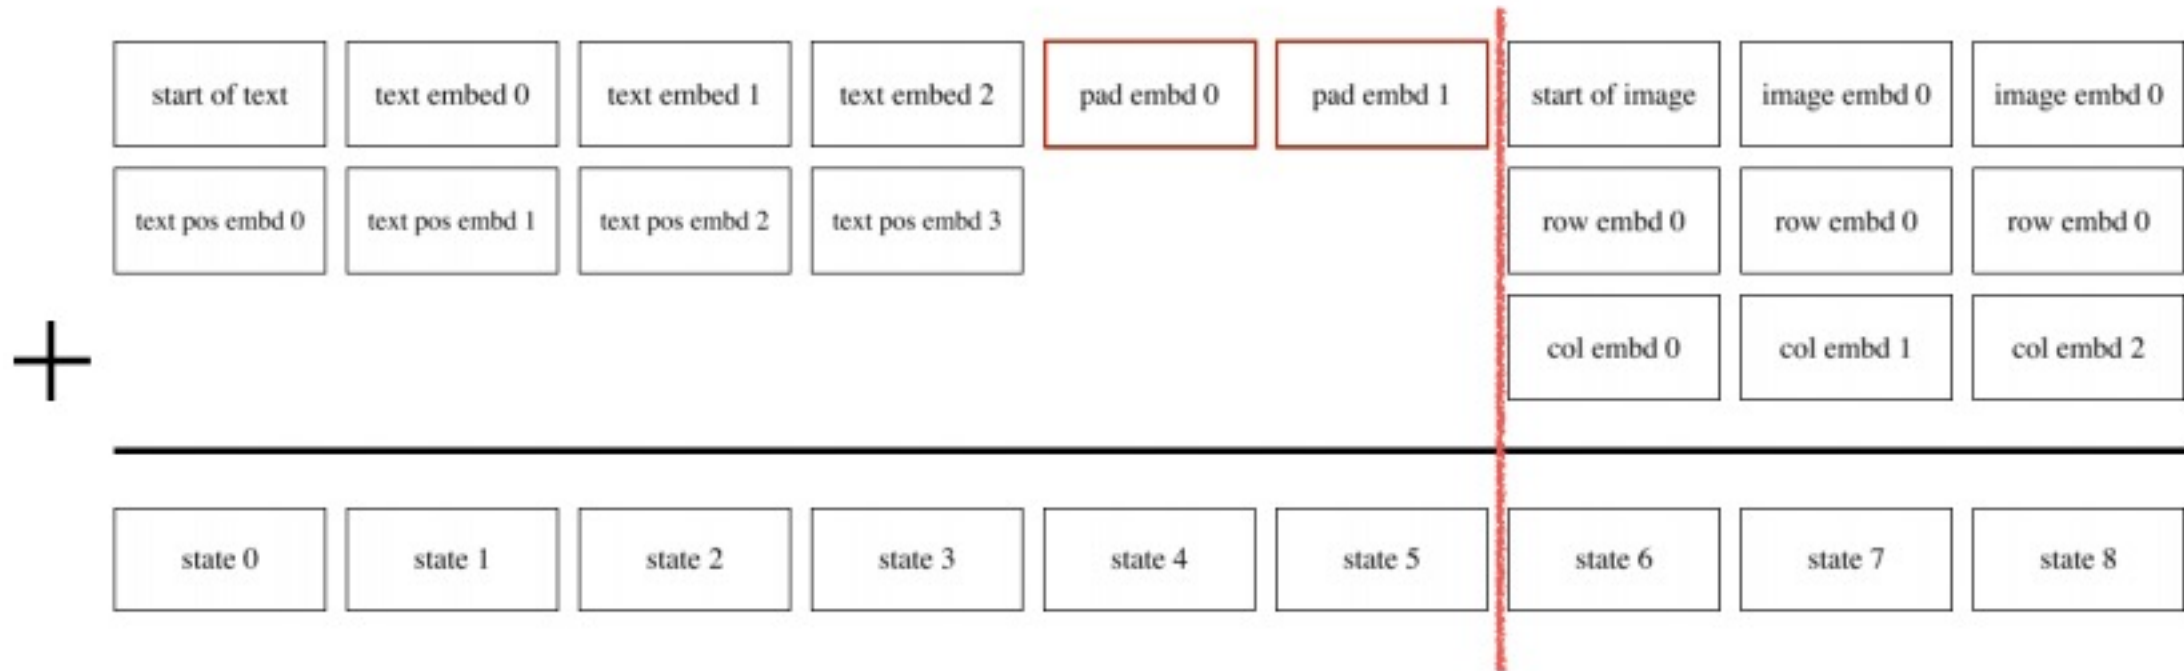 start of text text embed 0 text embed 1 text embed 2 pad embd 0 pad embd 1 start of image image embd 0 image embd 0
text pos embd 0 text pos embd 1 text pos embd 2 text pos embd 3 row embd 0 row embd 0 row embd 0
+ col embd 0 col embd 1 col embd 2
state 0 state 1 state 2 state 3 state 4 state 5 state 6 state 7 state 8